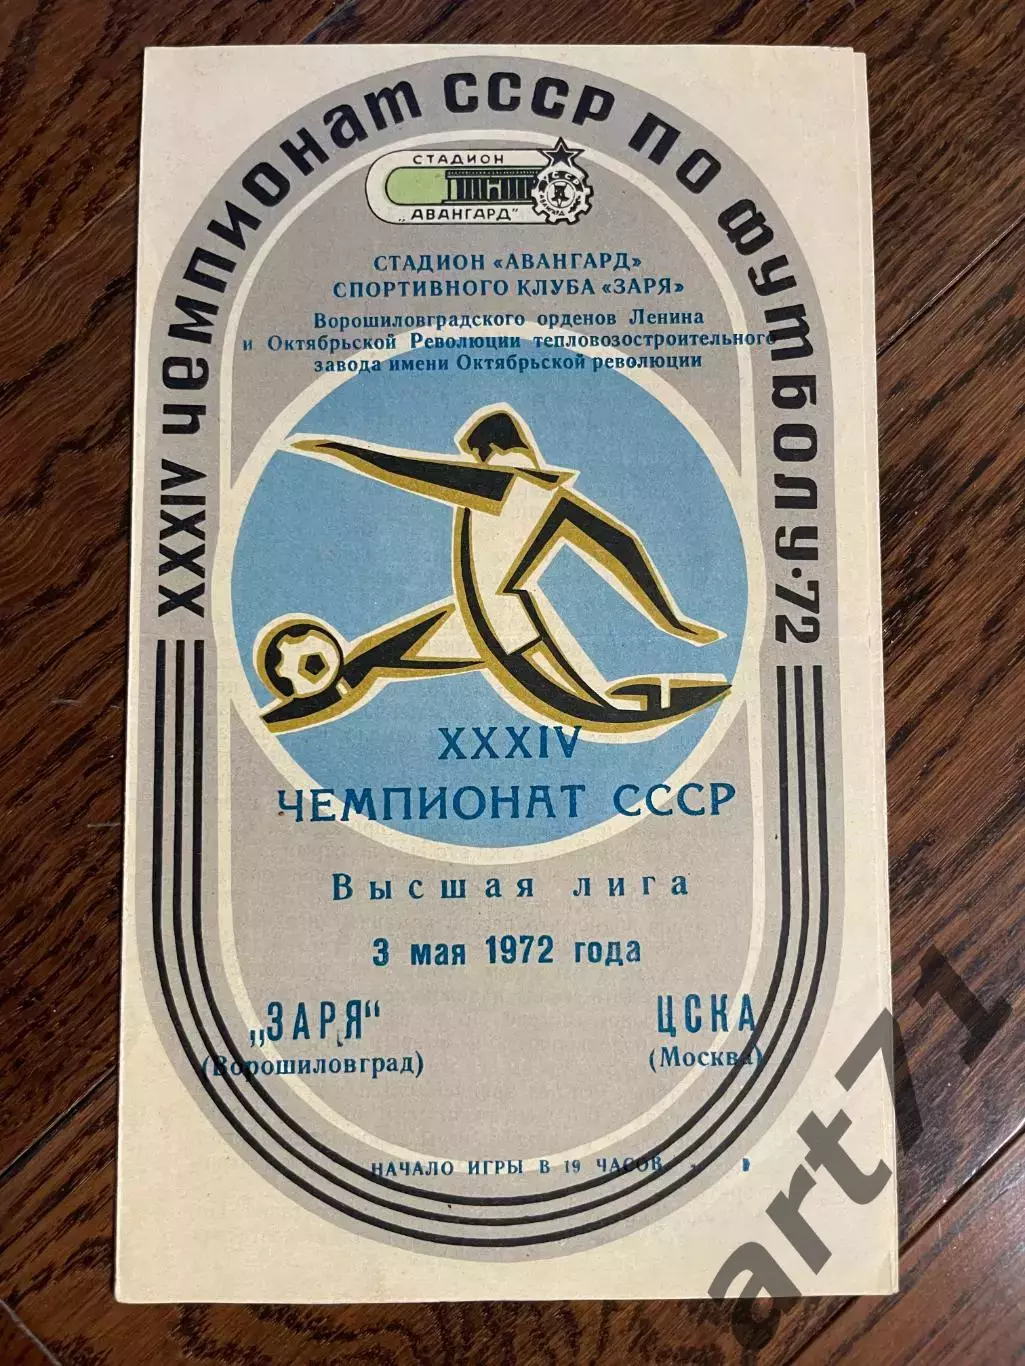 XXXIV чемпионат СССР по футболу·72
СТАДИОН
„АВАНГАРД"
СТАДИОН «АВАНГАРД»
СПОРТИВНОГО КЛУБА «ЗАРЯ»
Ворошиловградского орденов Ленина
и Октябрьской Революции тепловозостроительного
завода имени Октябрьской революции
XXXIV
ЧЕМПИОНАТ СССР
Высшая лига
3 мая 1972 года
„ЗАРЯ" ЦСКА
(Ворошиловград) (Москва)
НАЧАЛО ИГРЫ В 19 ЧАСОВ
art71